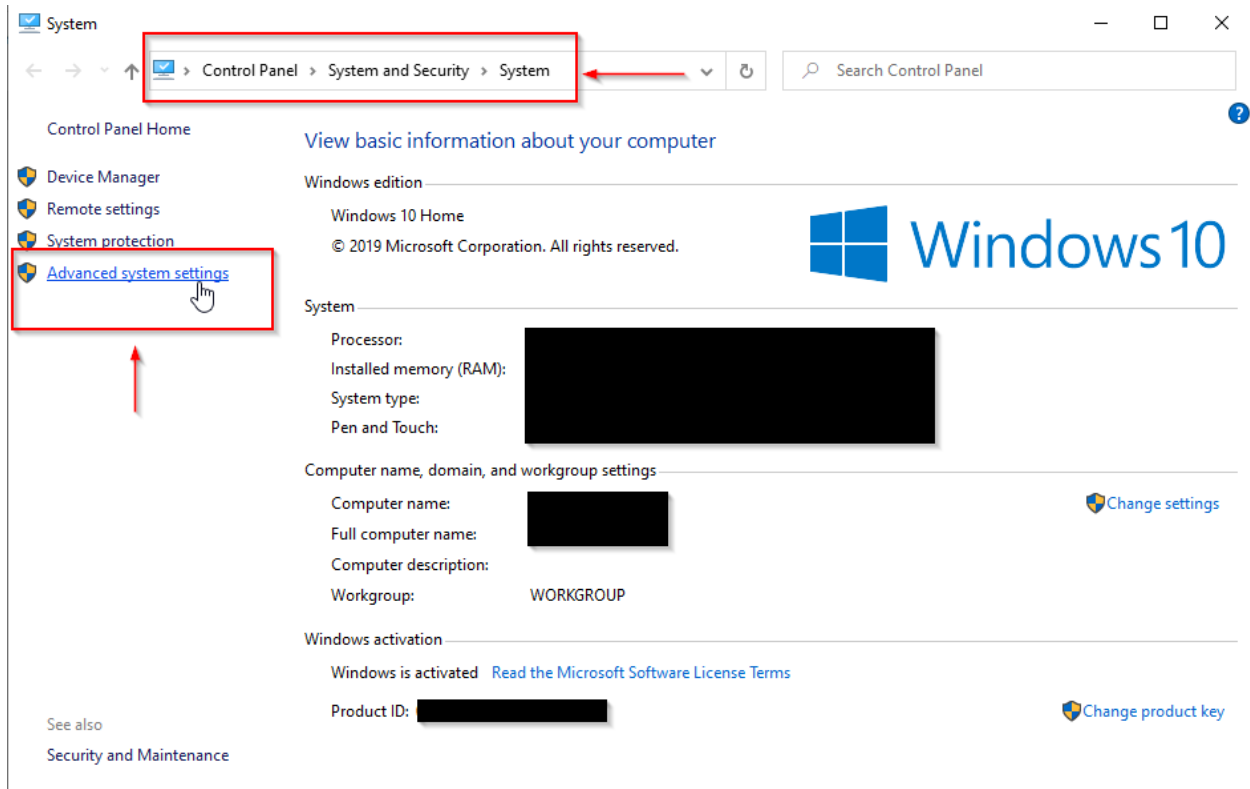 System
Control Panel > System and Security > System
Search Control Panel
?
Control Panel Home
Device Manager
Remote settings
System protection
Advanced system settings
See also
Security and Maintenance
View basic information about your computer
Windows edition
Windows 10 Home
© 2019 Microsoft Corporation. All rights reserved.
Windows 10
System
Processor:
Installed memory (RAM):
System type:
Pen and Touch:
Computer name, domain, and workgroup settings
Computer name:
Change settings
Full computer name:
Computer description:
Workgroup: WORKGROUP
Windows activation
Windows is activated Read the Microsoft Software License Terms
Product ID:
Change product key